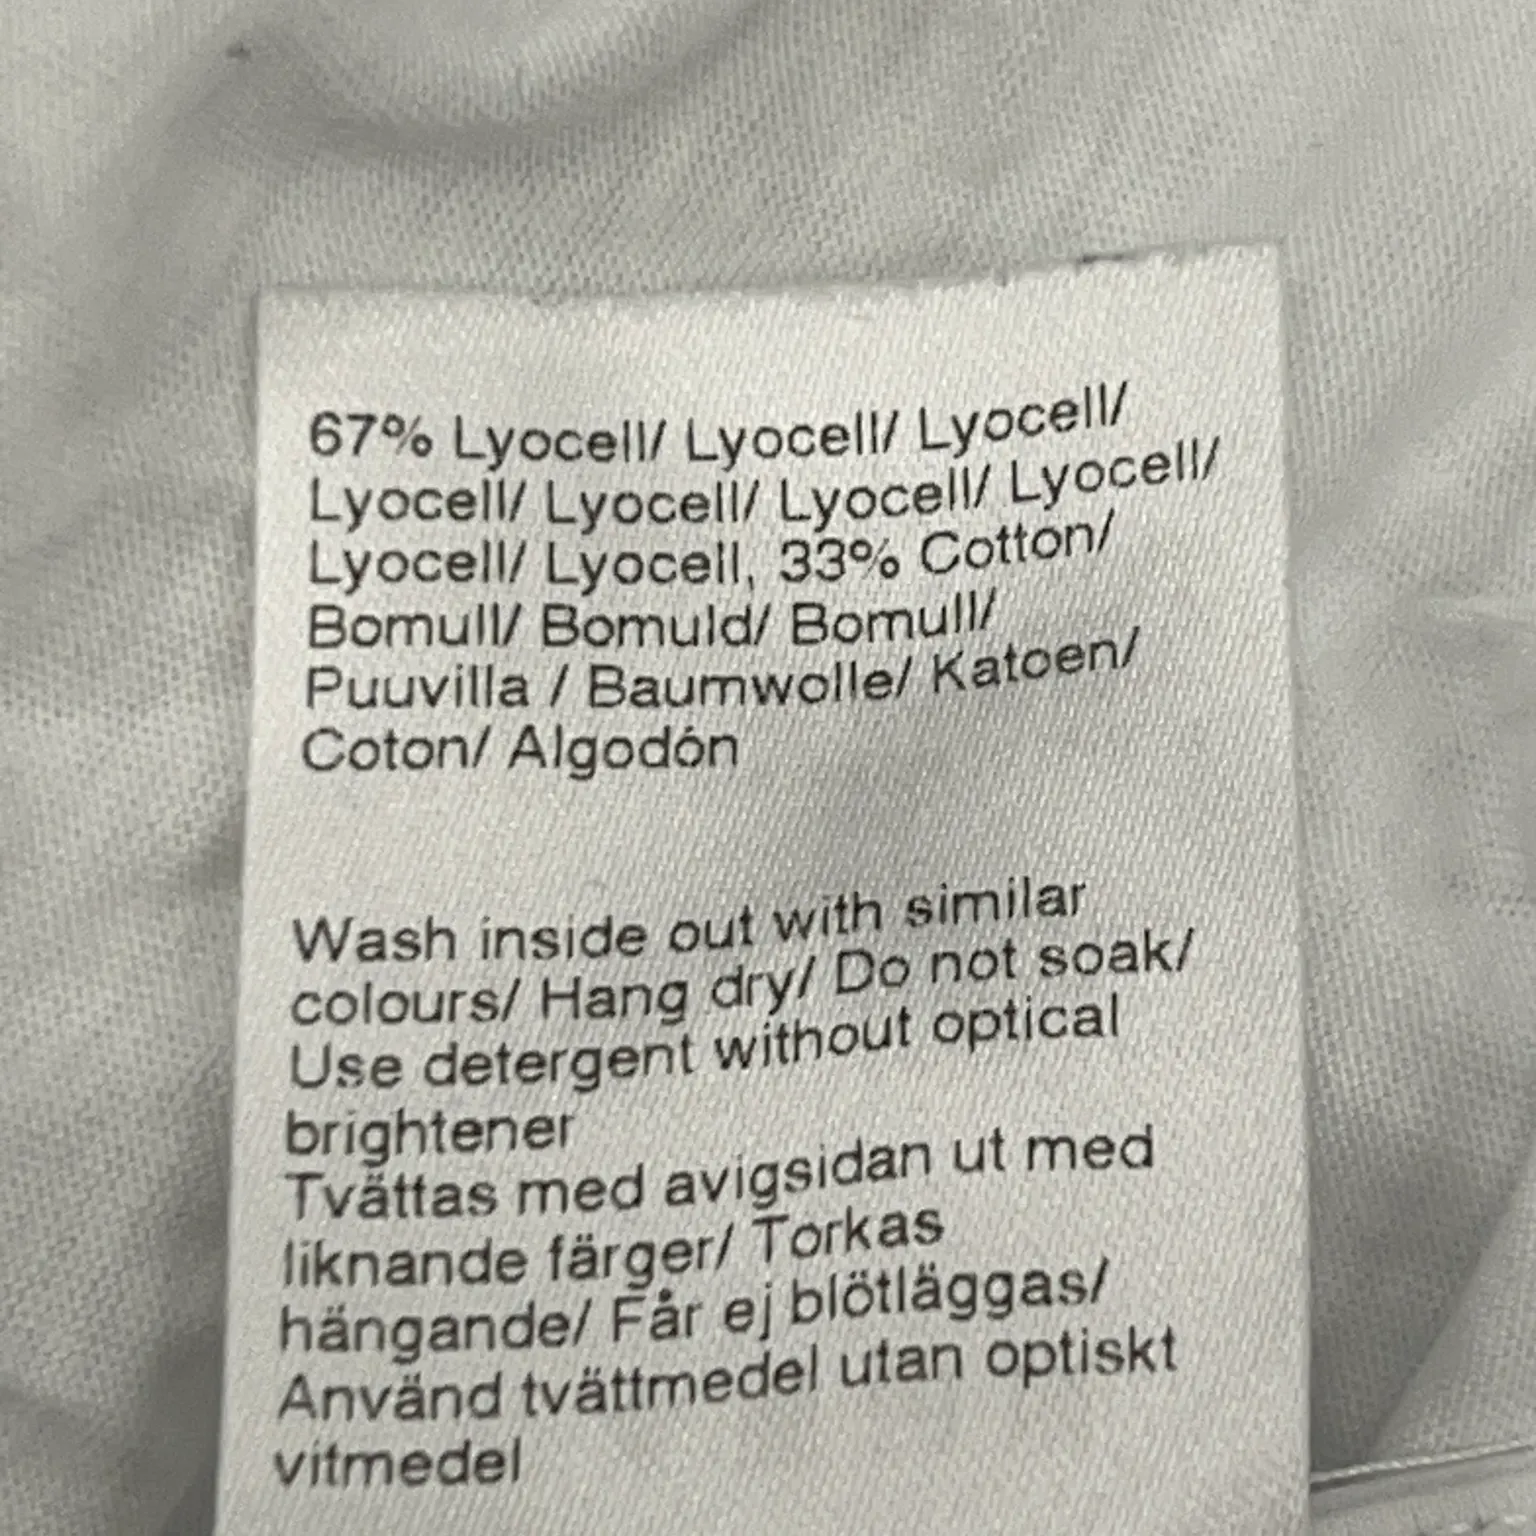 67% Lyocell/ Lyocell/ Lyocell/
Lyocell/ Lyocell/ Lyocell/ Lyocell/
Lyocell/ Lyocell, 33% Cotton/
Bomull/ Bomuld/ Bomull/
Puuvilla / Baumwolle/ Katoen/
Coton/ Algodón
Wash inside out with similar
colours/ Hang dry/ Do not soak/
Use detergent without optical
brightener
Tvättas med avigsidan ut med
liknande färger/ Torkas
hängande/ Får ej blötläggas/
Använd tvättmedel utan optiskt
vitmedel